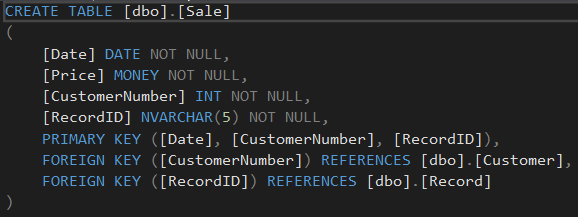 CREATE TABLE [dbo].[Sale]
(
    [Date] DATE NOT NULL,
    [Price] MONEY NOT NULL,
    [CustomerNumber] INT NOT NULL,
    [RecordID] NVARCHAR(5) NOT NULL,
    PRIMARY KEY ([Date], [CustomerNumber], [RecordID]),
    FOREIGN KEY ([CustomerNumber]) REFERENCES [dbo].[Customer],
    FOREIGN KEY ([RecordID]) REFERENCES [dbo].[Record]
)